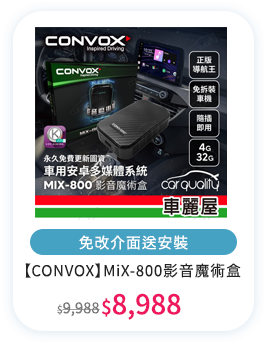 CONVOX
Inspired Driving
正版
導航王
CONVOX
免拆裝
車機
隨插
即用
4G
32G
永久免費更新圖資
車用安卓多媒體系統
MIX-800 影音魔術盒
carquality
車麗屋
免改介面送安裝
【CONVOX】MiX-800影音魔術盒
$9,988 $8,988